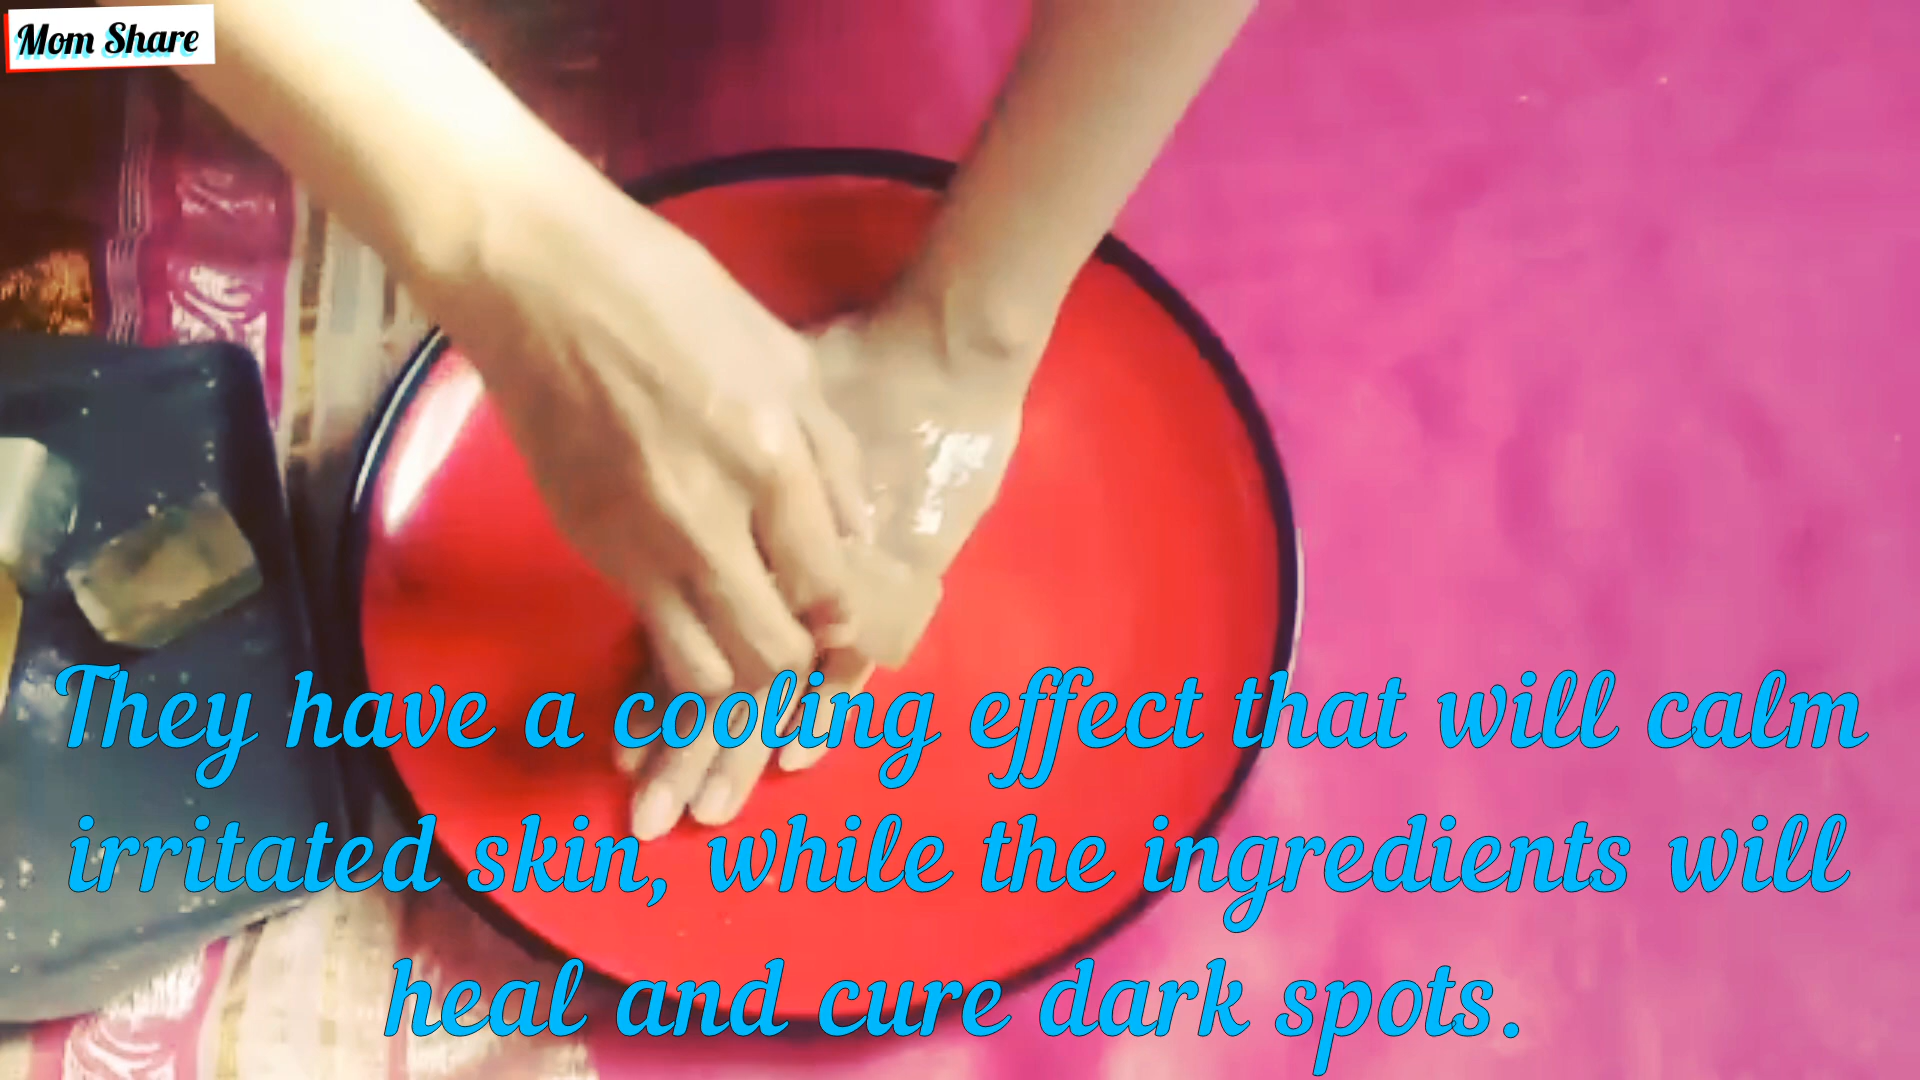 Mom Share
They have a cooling effect that will calm
irritated skin, while the ingredients will
heal and cure dark spots.